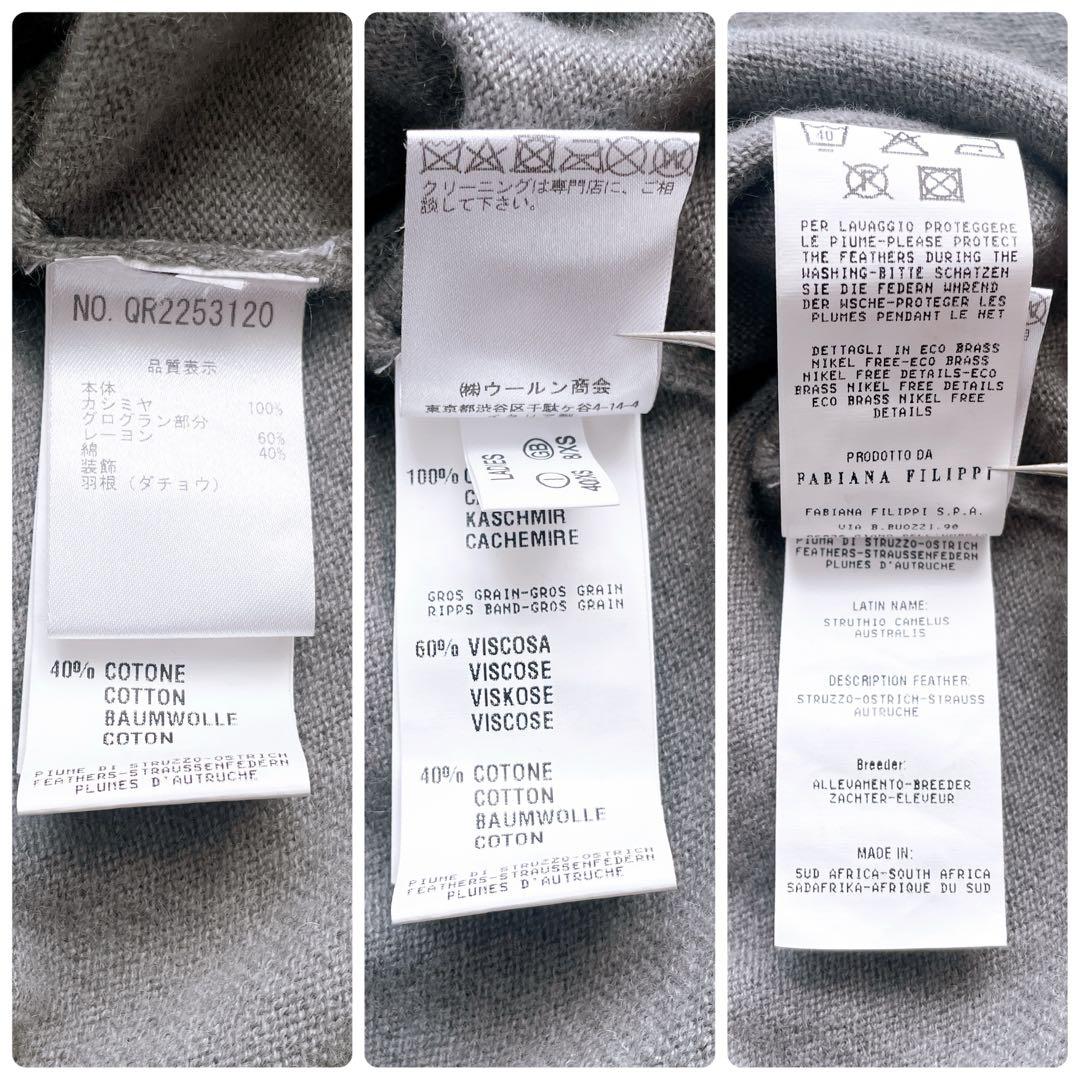 NO. QR2253120
品質表示
本体
カシミヤ 100%
グログラン部分
レーヨン 60%
綿 40%
装飾
羽根（ダチョウ）
40% COTONE
COTTON
BAUMWOLLE
COTON
PIUME DI STRUZZO-OSTRICH
FEATHERS-STRAUSSENFEDERN
PLUMES D'AUTRUCHE
クリーニングは専門店に、ご相
談して下さい。
㈱ウールン商会
東京都渋谷区千駄ヶ谷4-14-4
LADIES
I GB
40XS 8XS
100%
KASCHMIR
CACHEMIRE
GROS GRAIN-GROS GRAIN
RIPPS BAND-GROS GRAIN
60% VISCOSA
VISCOSE
VISKOSE
VISCOSE
40% COTONE
COTTON
BAUMWOLLE
COTON
PIUME DI STRUZZO-OSTRICH
FEATHERS-STRAUSSENFEDERN
PLUMES D'AUTRUCHE
40
R
PER LAVAGGIO PROTEGGERE
LE PIUME-PLEASE PROTECT
THE FEATHERS DURING THE
WASHING-BITTE SCHATZEN
SIE DIE FEDERN WHREND
DER WSCHE-PROTEGER LES
PLUMES PENDANT LE NET
DETTAGLI IN ECO BRASS
NIKEL FREE-ECO BRASS
NIKEL FREE DETAILS-ECO
BRASS NIKEL FREE DETAILS
ECO BRASS NIKEL FREE
DETAILS
PRODOTTO DA
FABIANA FILIPPI
FABIANA FILIPPI S.P.A.
VIA B.BUOZZI.90
PIUMA DI STRUZZO-OSTRICH
FEATHERS-STRAUSSENFEDERN
PLUMES D'AUTRUCHE
LATIN NAME:
STRUTHIO CAMELUS
AUSTRALIS
DESCRIPTION FEATHER:
STRUZZO-OSTRICH-STRAUSS
AUTRUCHE
Breeder:
ALLEVAMENTO-BREEDER
ZACHTER-ELEVEUR
MADE IN:
SUD AFRICA-SOUTH AFRICA
SADAFRIKA-AFRIQUE DU SUD